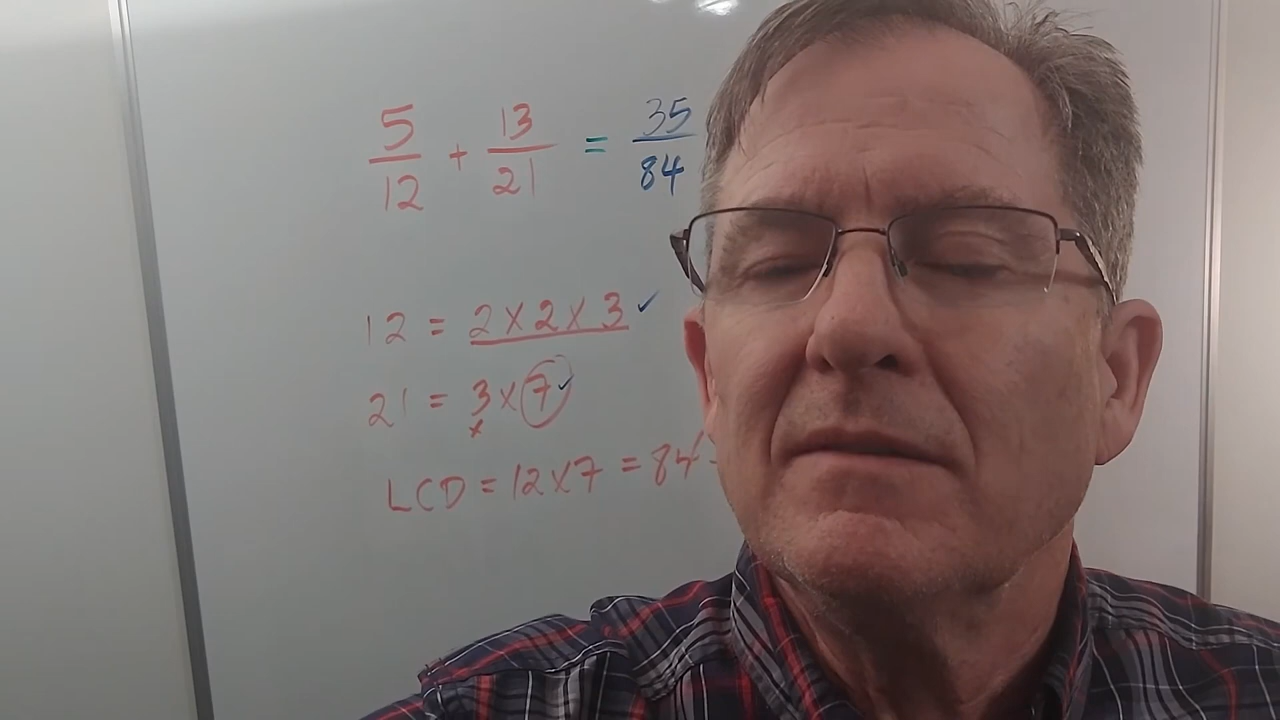 5/12 + 13/21 = 35/84
12 = 2 x 2 x 3 ✓
21 = 3 x 7 ✓
x
LCD = 12 x 7 = 84